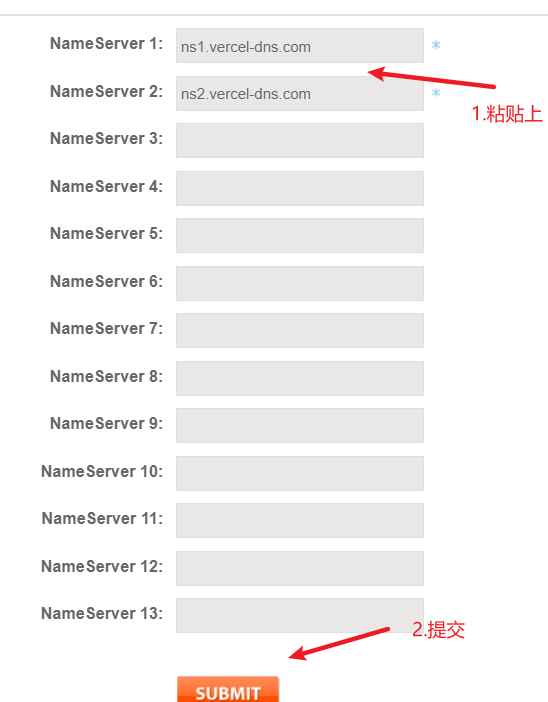 NameServer 1: ns1.vercel-dns.com *
NameServer 2: ns2.vercel-dns.com *
1.粘贴上
NameServer 3:
NameServer 4:
NameServer 5:
NameServer 6:
NameServer 7:
NameServer 8:
NameServer 9:
NameServer 10:
NameServer 11:
NameServer 12:
NameServer 13:
2.提交
SUBMIT